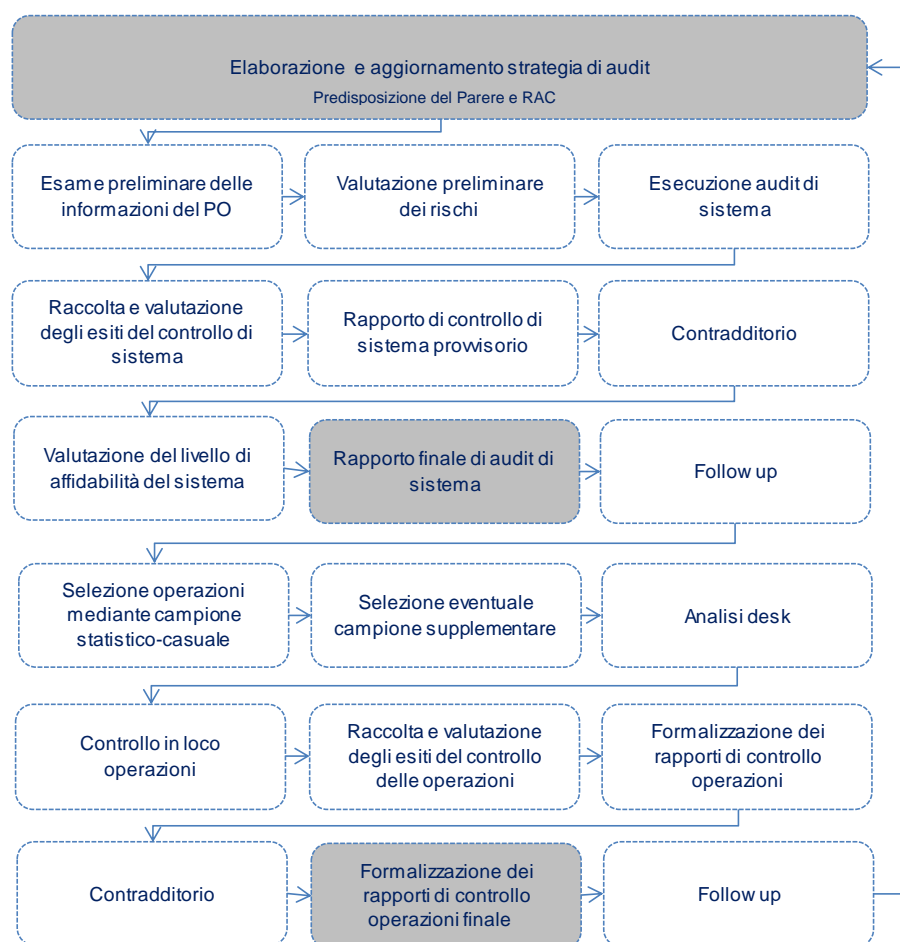 Elaborazione e aggiornamento strategia di audit
Predisposizione del Parere e RAC
Esame preliminare delle
informazioni del PO
Valutazione preliminare
dei rischi
Esecuzione audit di
sistema
Raccolta e valutazione
degli esiti del controllo di
sistema
Rapporto di controllo di
sistema provvisorio
Contradditorio
Valutazione del livello di
affidabilità del sistema
Rapporto finale di audit di
sistema
Follow up
Selezione operazioni
mediante campione
statistico-casuale
Selezione eventuale
campione supplementare
Analisi desk
Controllo in loco
operazioni
Raccolta e valutazione
degli esiti del controllo
delle operazioni
Formalizzazione dei
rapporti di controllo
operazioni
Contradditorio
Formalizzazione dei
rapporti di controllo
operazioni finale
Follow up